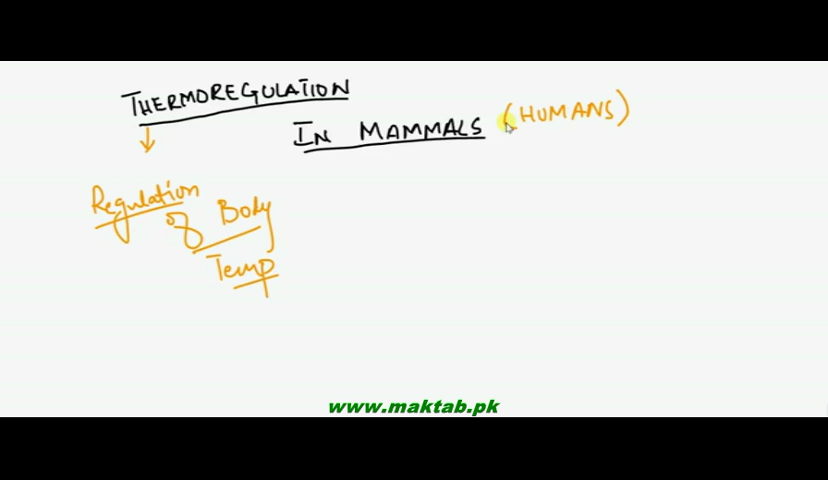 THERMOREGULATION
IN MAMMALS (HUMANS)
Regulation
of Body
Temp
www.maktab.pk